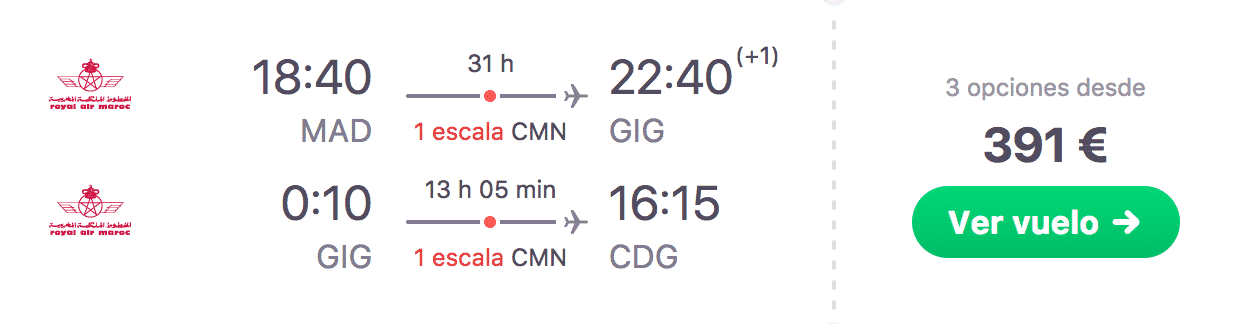 31 h
18:40 22:40 (+1)
MAD 1 escala CMN GIG
royal air maroc
13 h 05 min
0:10 16:15
GIG 1 escala CMN CDG
royal air maroc
3 opciones desde
391 €
Ver vuelo →